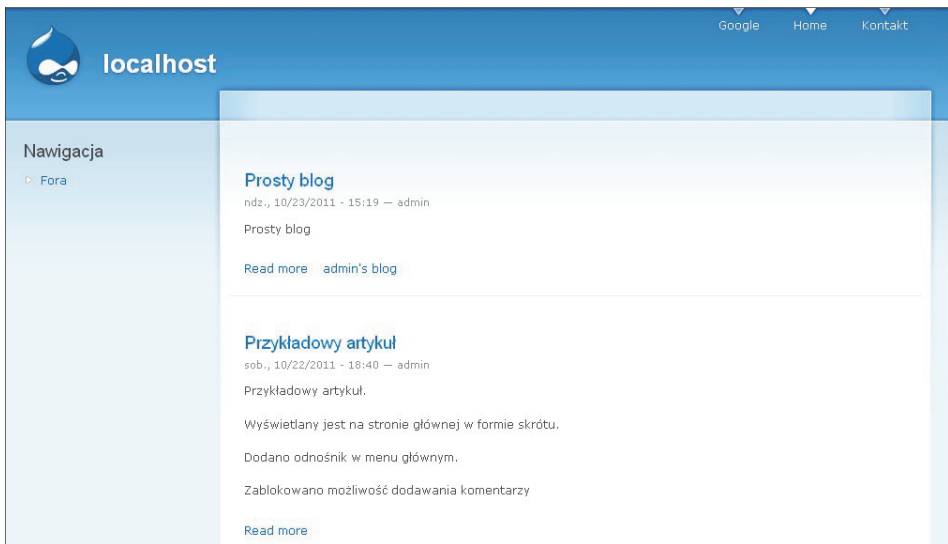 Google Home Kontakt
localhost
Nawigacja
Fora
Prosty blog
ndz., 10/23/2011 - 15:19 — admin
Prosty blog
Read more admin's blog
Przykładowy artykuł
sob., 10/22/2011 - 18:40 — admin
Przykładowy artykuł.
Wyświetlany jest na stronie głównej w formie skrótu.
Dodano odnośnik w menu głównym.
Zablokowano możliwość dodawania komentarzy
Read more